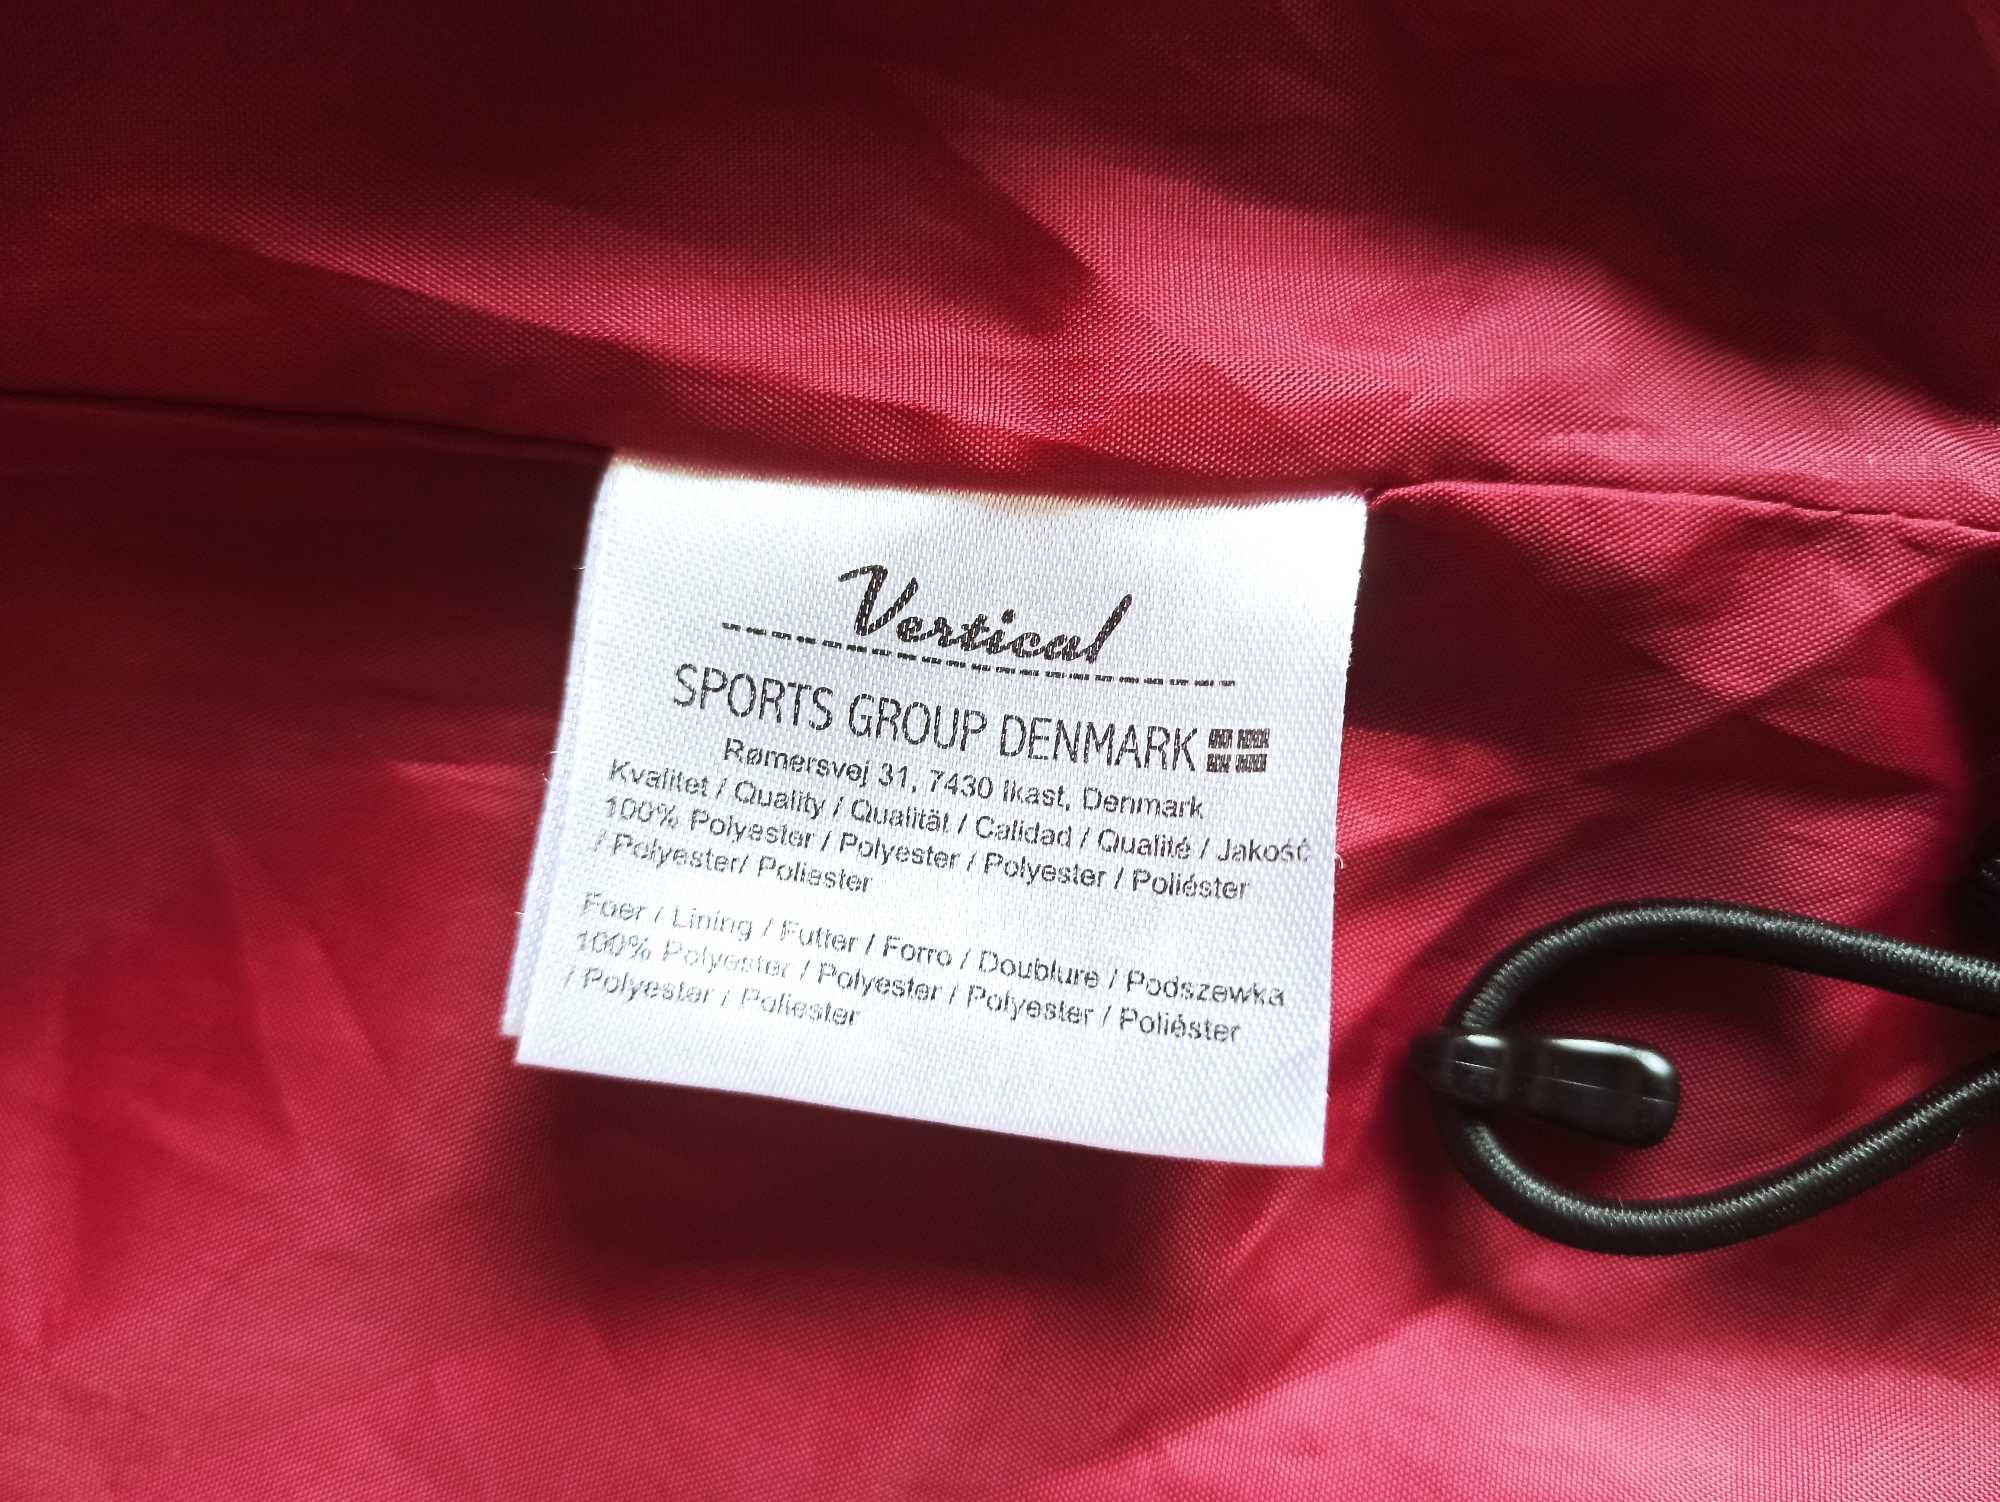 Vertical
SPORTS GROUP DENMARK
Rømersvej 31, 7430 Ikast, Denmark
Kvalitet / Quality / Qualität / Calidad / Qualité / Jakość
100% Polyester / Polyester / Polyester / Poliéster
/ Polyester/ Poliester
Foer / Lining / Futter / Forro / Doublure / Podszewka
100% Polyester / Polyester / Polyester / Poliéster
/ Polyester / Poliester